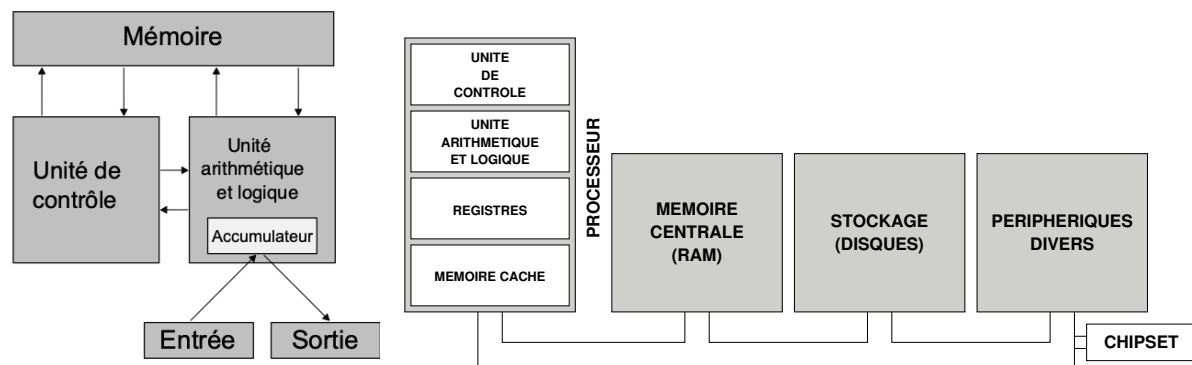 Mémoire
Unité de
contrôle
Unité
arithmétique
et logique
Accumulateur
Entrée
Sortie
UNITE
DE
CONTROLE
UNITE
ARITHMETIQUE
ET LOGIQUE
REGISTRES
MEMOIRE CACHE
PROCESSEUR
MEMOIRE
CENTRALE
(RAM)
STOCKAGE
(DISQUES)
PERIPHERIQUES
DIVERS
CHIPSET